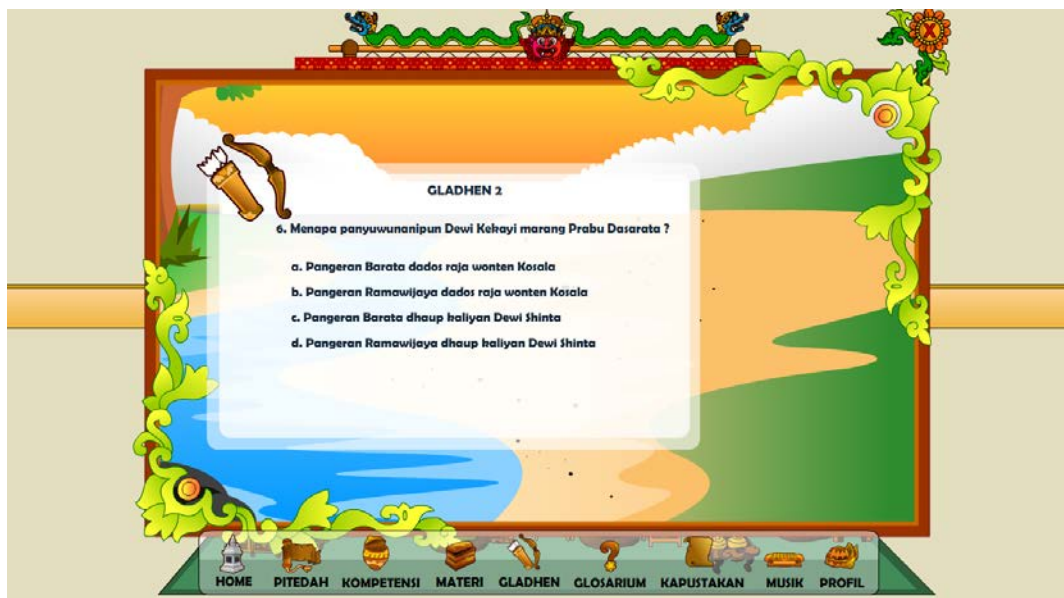 X
GLADHEN 2
6. Menapa panyuwunanipun Dewi Kekayi marang Prabu Dasarata ?
a. Pangeran Barata dados raja wonten Kosala
b. Pangeran Ramawijaya dados raja wonten Kosala
c. Pangeran Barata dhaup kaliyan Dewi Shinta
d. Pangeran Ramawijaya dhaup kaliyan Dewi Shinta
HOME PITEDAH KOMPETENSI MATERI GLADHEN GLOSARIUM KAPUSTAKAN MUSIK PROFIL